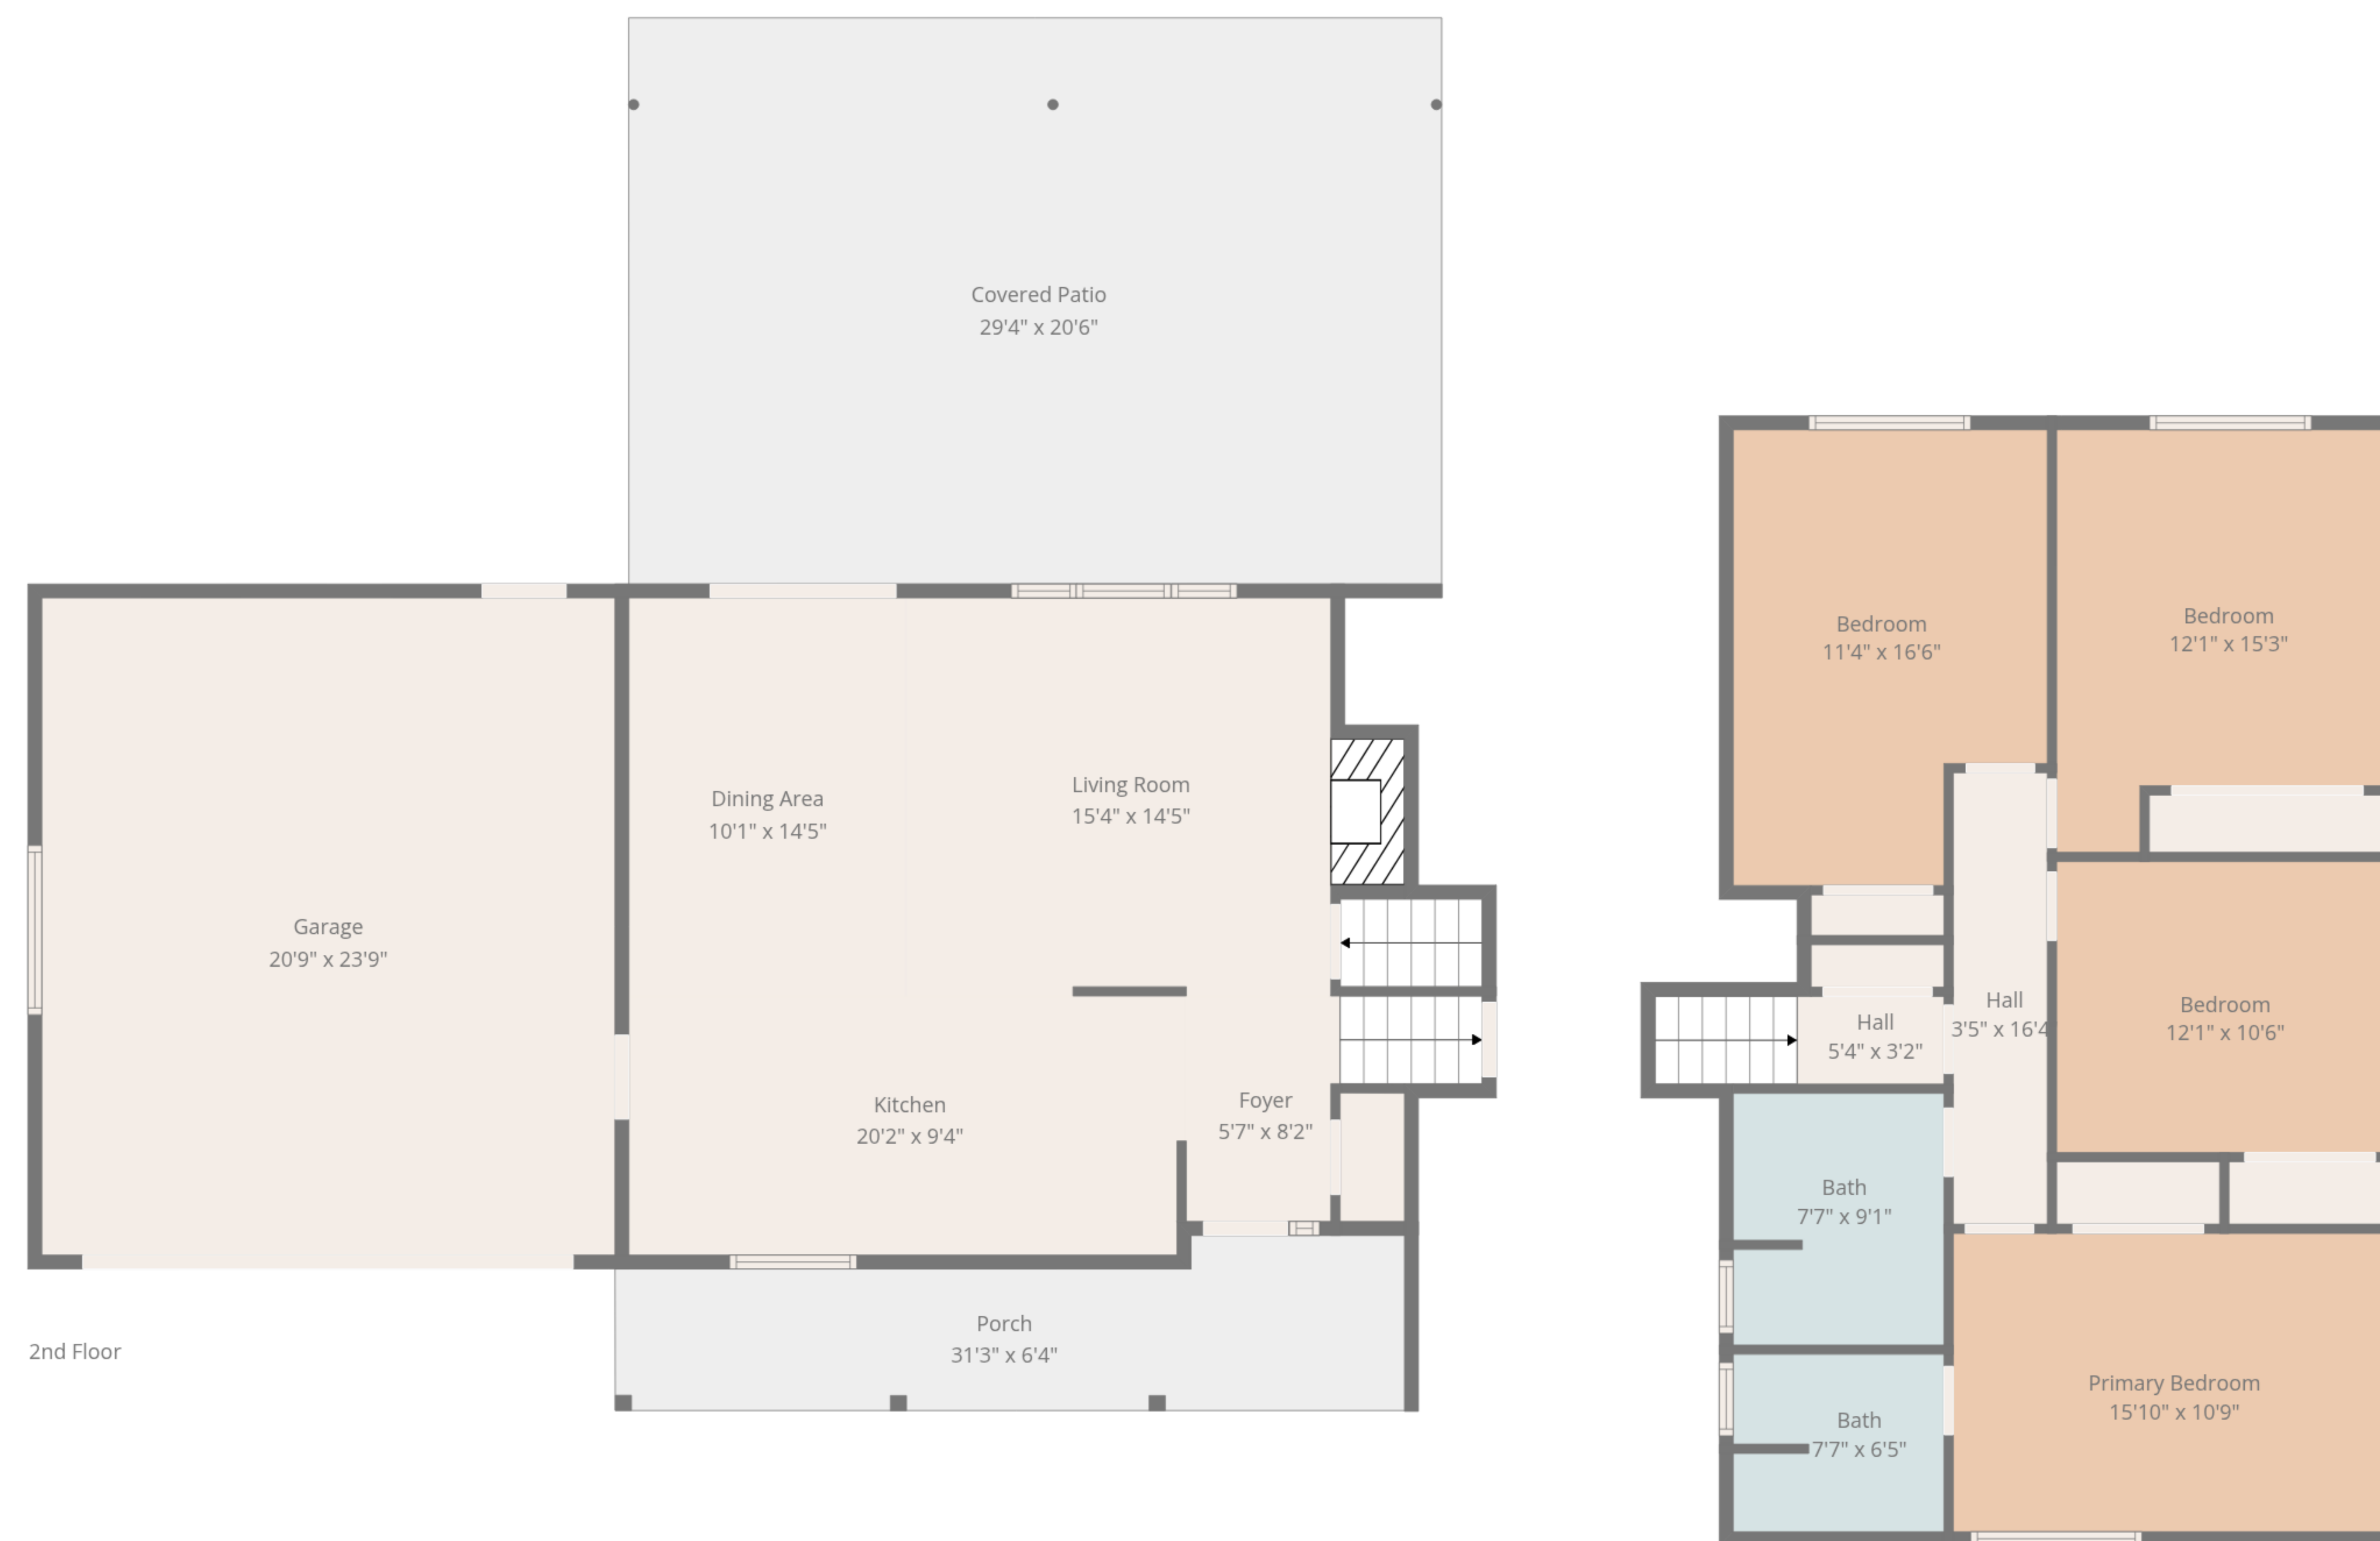 Covered Patio
29'4" x 20'6"
Dining Area
10'1" x 14'5"
Living Room
15'4" x 14'5"
Garage
20'9" x 23'9"
Kitchen
20'2" x 9'4"
Foyer
5'7" x 8'2"
Porch
31'3" x 6'4"
2nd Floor
Bedroom
11'4" x 16'6"
Bedroom
12'1" x 15'3"
Hall
3'5" x 16'4
Hall
5'4" x 3'2"
Bedroom
12'1" x 10'6"
Bath
7'7" x 9'1"
Bath
7'7" x 6'5"
Primary Bedroom
15'10" x 10'9"